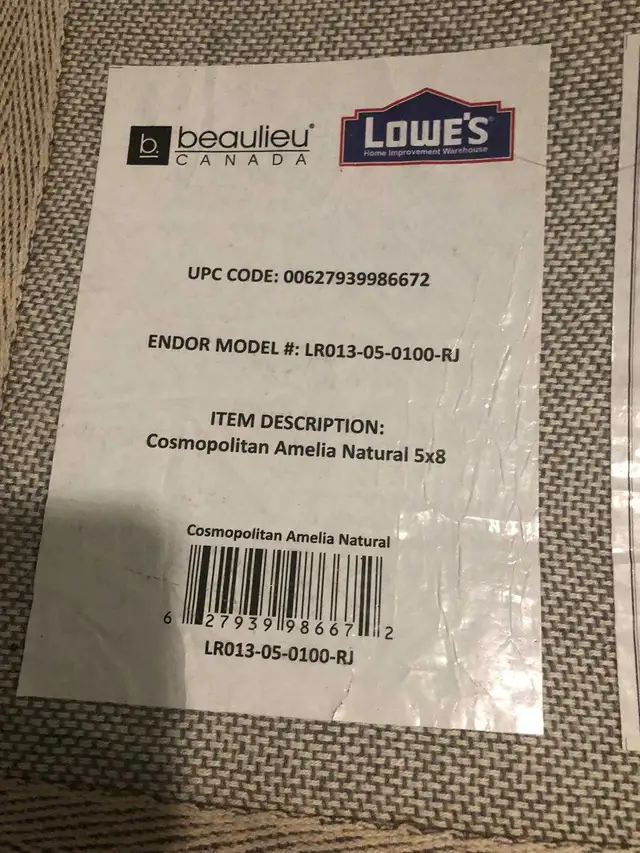 b. beaulieu®
CANADA
LOWE'S®
Home Improvement Warehouse
UPC CODE: 00627939986672
ENDOR MODEL #: LR013-05-0100-RJ
ITEM DESCRIPTION:
Cosmopolitan Amelia Natural 5x8
Cosmopolitan Amelia Natural
6 27939 98667 2
LR013-05-0100-RJ